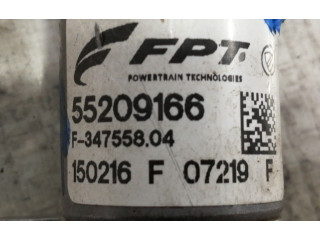 FPT
POWERTRAIN TECHNOLOGIES
55209166
F-347558.04
150216 F 07219 F